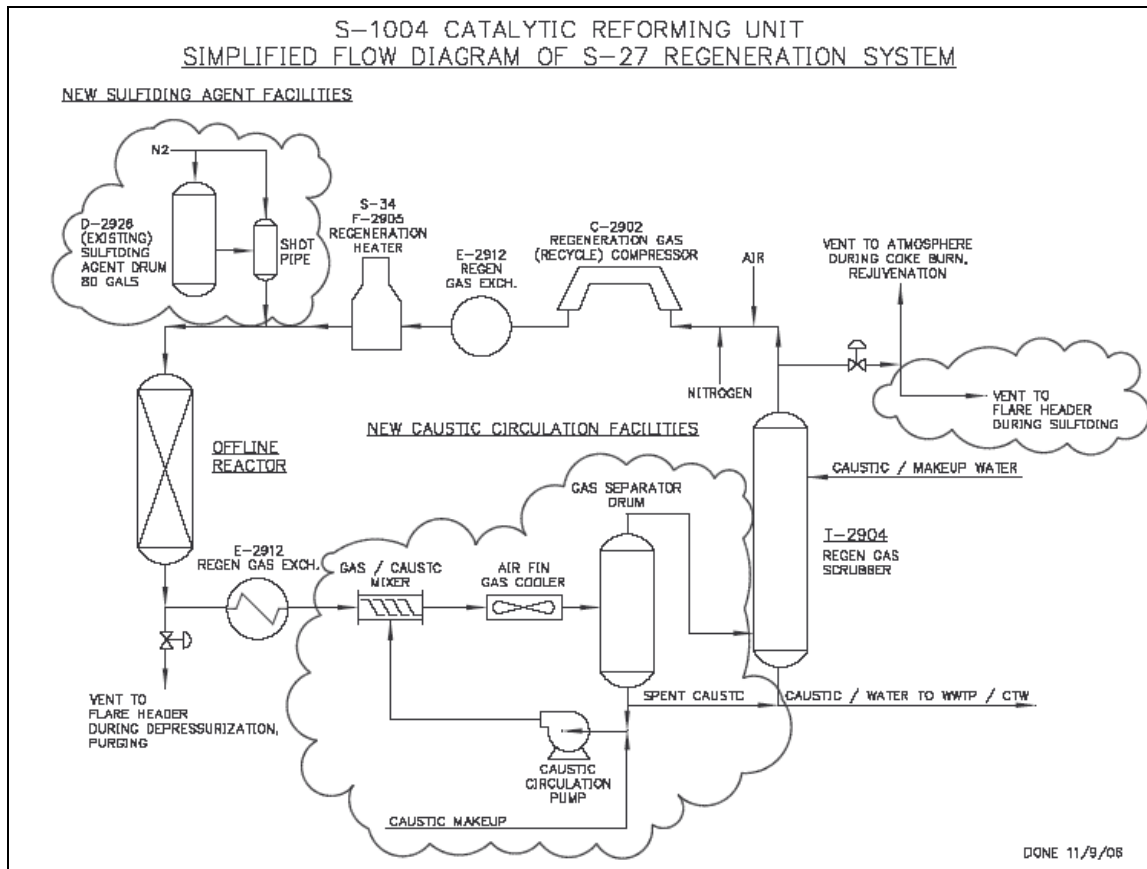 S-1004 CATALYTIC REFORMING UNIT
SIMPLIFIED FLOW DIAGRAM OF S-27 REGENERATION SYSTEM
NEW SULFIDING AGENT FACILITIES
N2
D-2926
(EXISTING)
SULFIDING
AGENT DRUM
80 GALS
SHOT
PIPE
S-34
F-2905
REGENERATION
HEATER
E-2912
REGEN
GAS EXCH.
C-2902
REGENERATION GAS
(RECYCLE) COMPRESSOR
AIR
NITROGEN
VENT TO ATMOSPHERE
DURING COKE BURN,
REJUVENATION
VENT TO
FLARE HEADER
DURING SULFIDING
OFFLINE
REACTOR
NEW CAUSTIC CIRCULATION FACILITIES
GAS SEPARATOR
DRUM
CAUSTIC / MAKEUP WATER
T-2904
REGEN GAS
SCRUBBER
E-2912
REGEN GAS EXCH.
GAS / CAUSTC
MIXER
AIR FIN
GAS COOLER
VENT TO
FLARE HEADER
DURING DEPRESSURIZATION,
PURGING
SPENT CAUSTC
CAUSTIC / WATER TO WWTP / CTW
CAUSTIC
CIRCULATION
PUMP
CAUSTIC MAKEUP
DONE 11/9/06